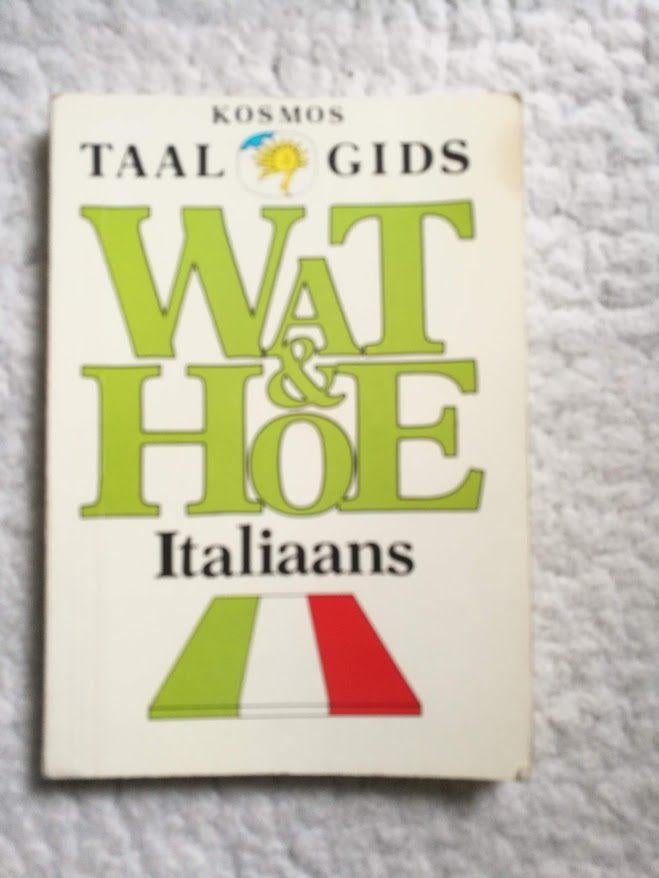 KOSMOS
TAAL GIDS
WAT
&
HOE
Italiaans